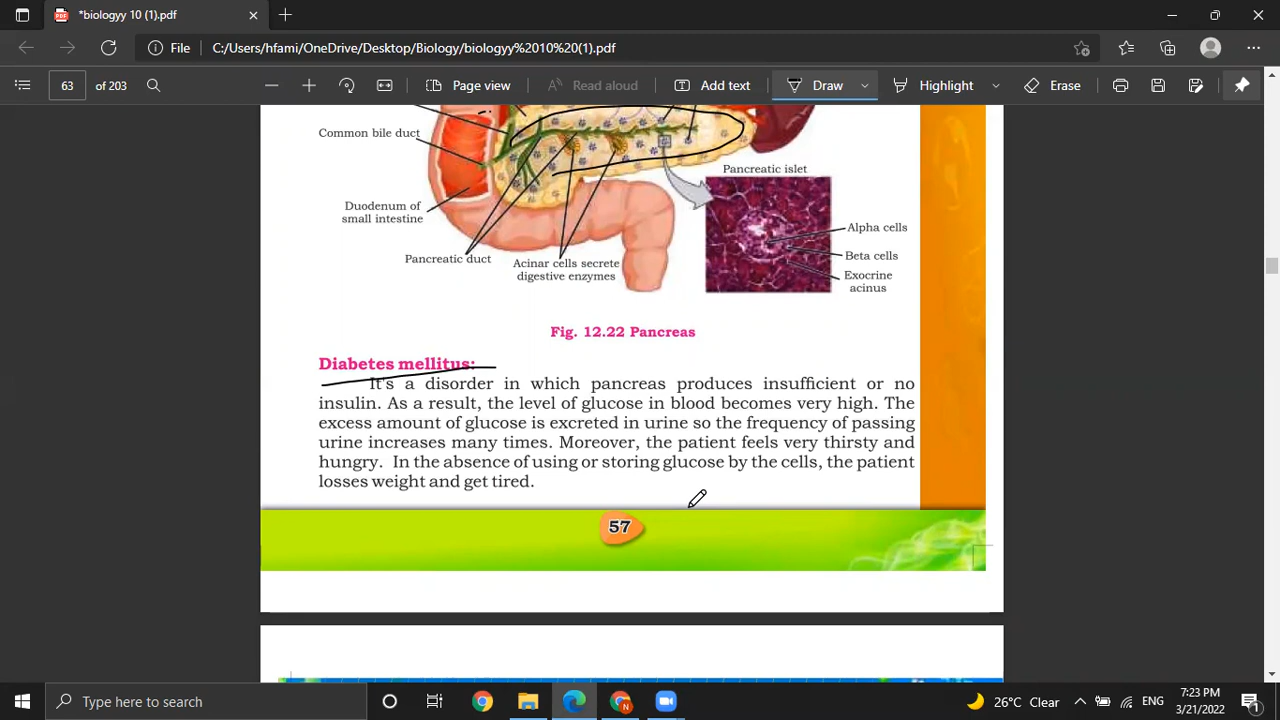 *biology 10 (1).pdf
File
C:/Users/hfami/OneDrive/Desktop/Biology/biologyy%2010%20(1).pdf
63 of 203
Page view
Read aloud
Add text
Draw
Highlight
Erase
Common bile duct
Pancreatic islet
Duodenum of
small intestine
Alpha cells
Beta cells
Pancreatic duct
Acinar cells secrete
digestive enzymes
Exocrine
acinus
Fig. 12.22 Pancreas
Diabetes mellitus:
It's a disorder in which pancreas produces insufficient or no
insulin. As a result, the level of glucose in blood becomes very high. The
excess amount of glucose is excreted in urine so the frequency of passing
urine increases many times. Moreover, the patient feels very thirsty and
hungry. In the absence of using or storing glucose by the cells, the patient
losses weight and get tired.
57
Type here to search
26°C Clear
ENG
7:23 PM
3/21/2022
1